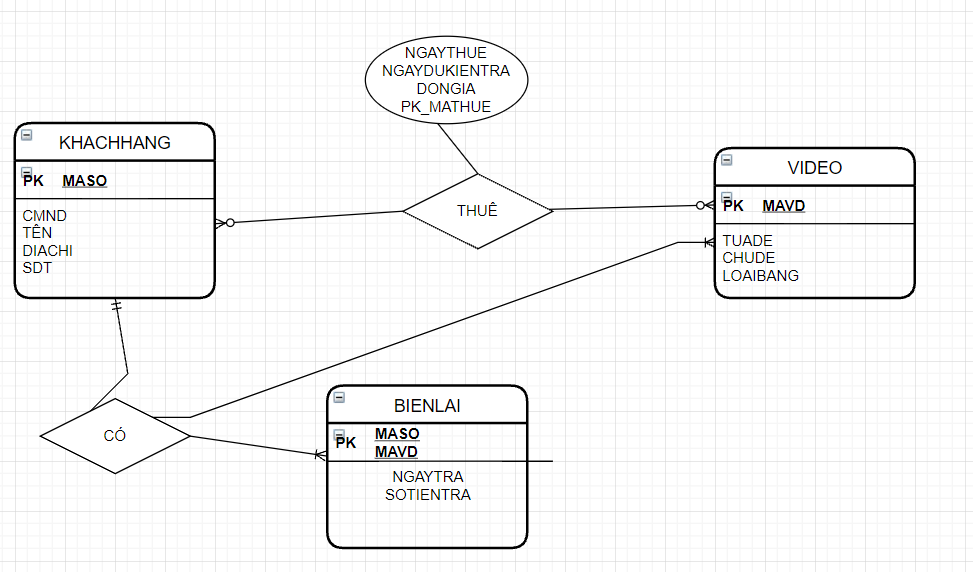 NGAYTHUE
NGAYDUKIENTRA
DONGIA
PK_MATHUE
KHACHHANG
PK MASO
CMND
TÊN
DIACHI
SDT
THUÊ
VIDEO
PK MAVD
TUADE
CHUDE
LOAIBANG
CÓ
BIENLAI
PK MASO
MAVD
NGAYTRA
SOTIENTRA